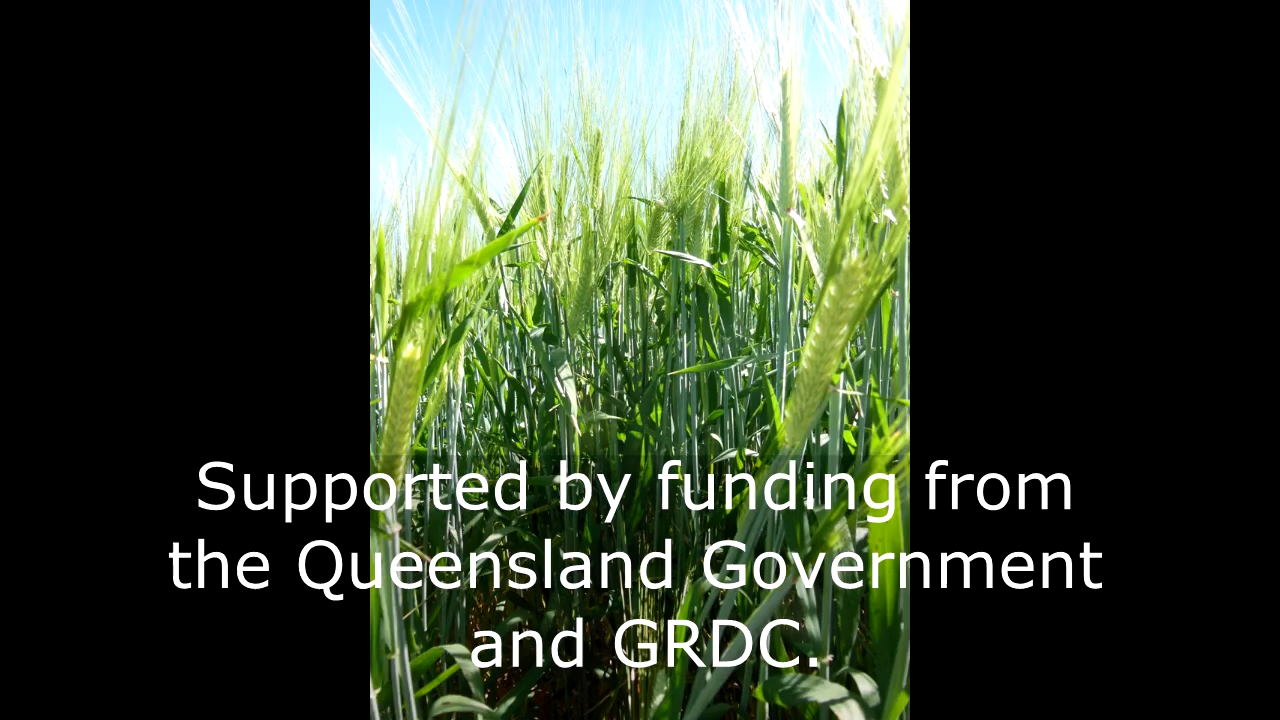 Supported by funding from
the Queensland Government
and GRDC.